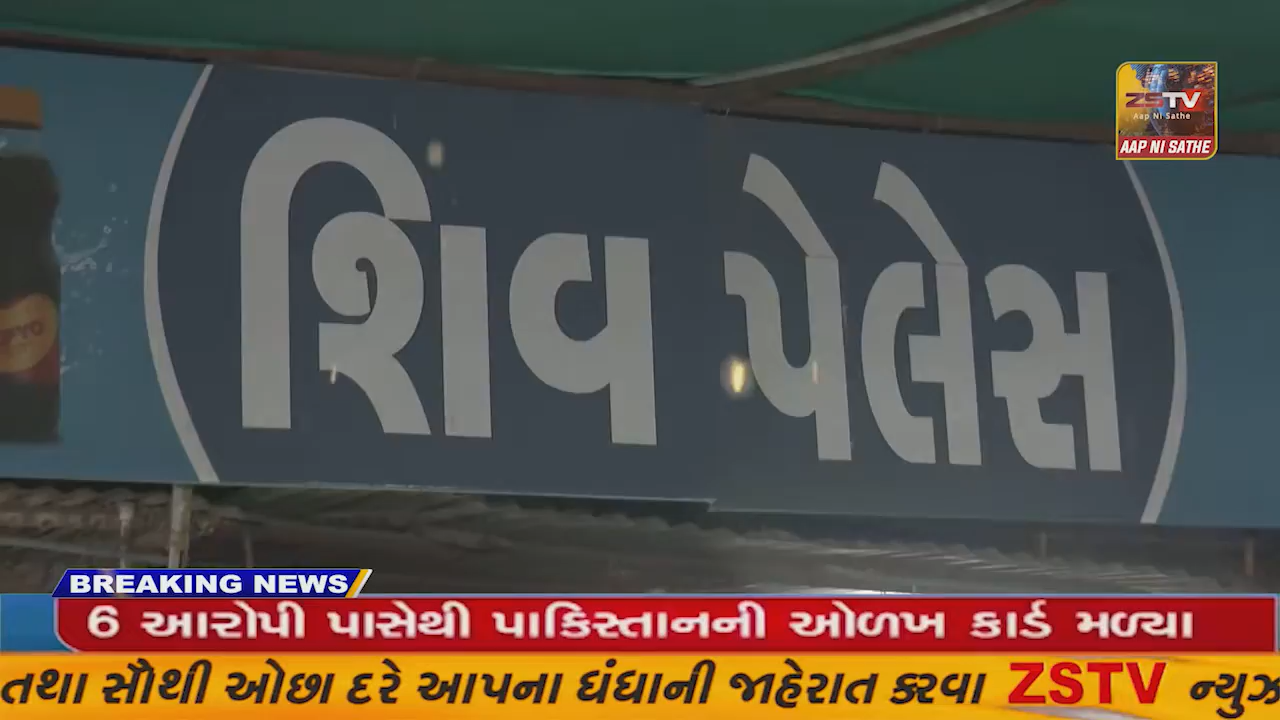 ZSTV
Aap Ni Sathe
AAP NI SATHE
શિવ પેલેસ
BREAKING NEWS
6 આરોપી પાસેથી પાકિસ્તાનની ઓળખ કાર્ડ મળ્યા
તથા સૌથી ઓછા દરે આપના ધંધાની જાહેરાત કરવા ZSTV ન્યુઝ